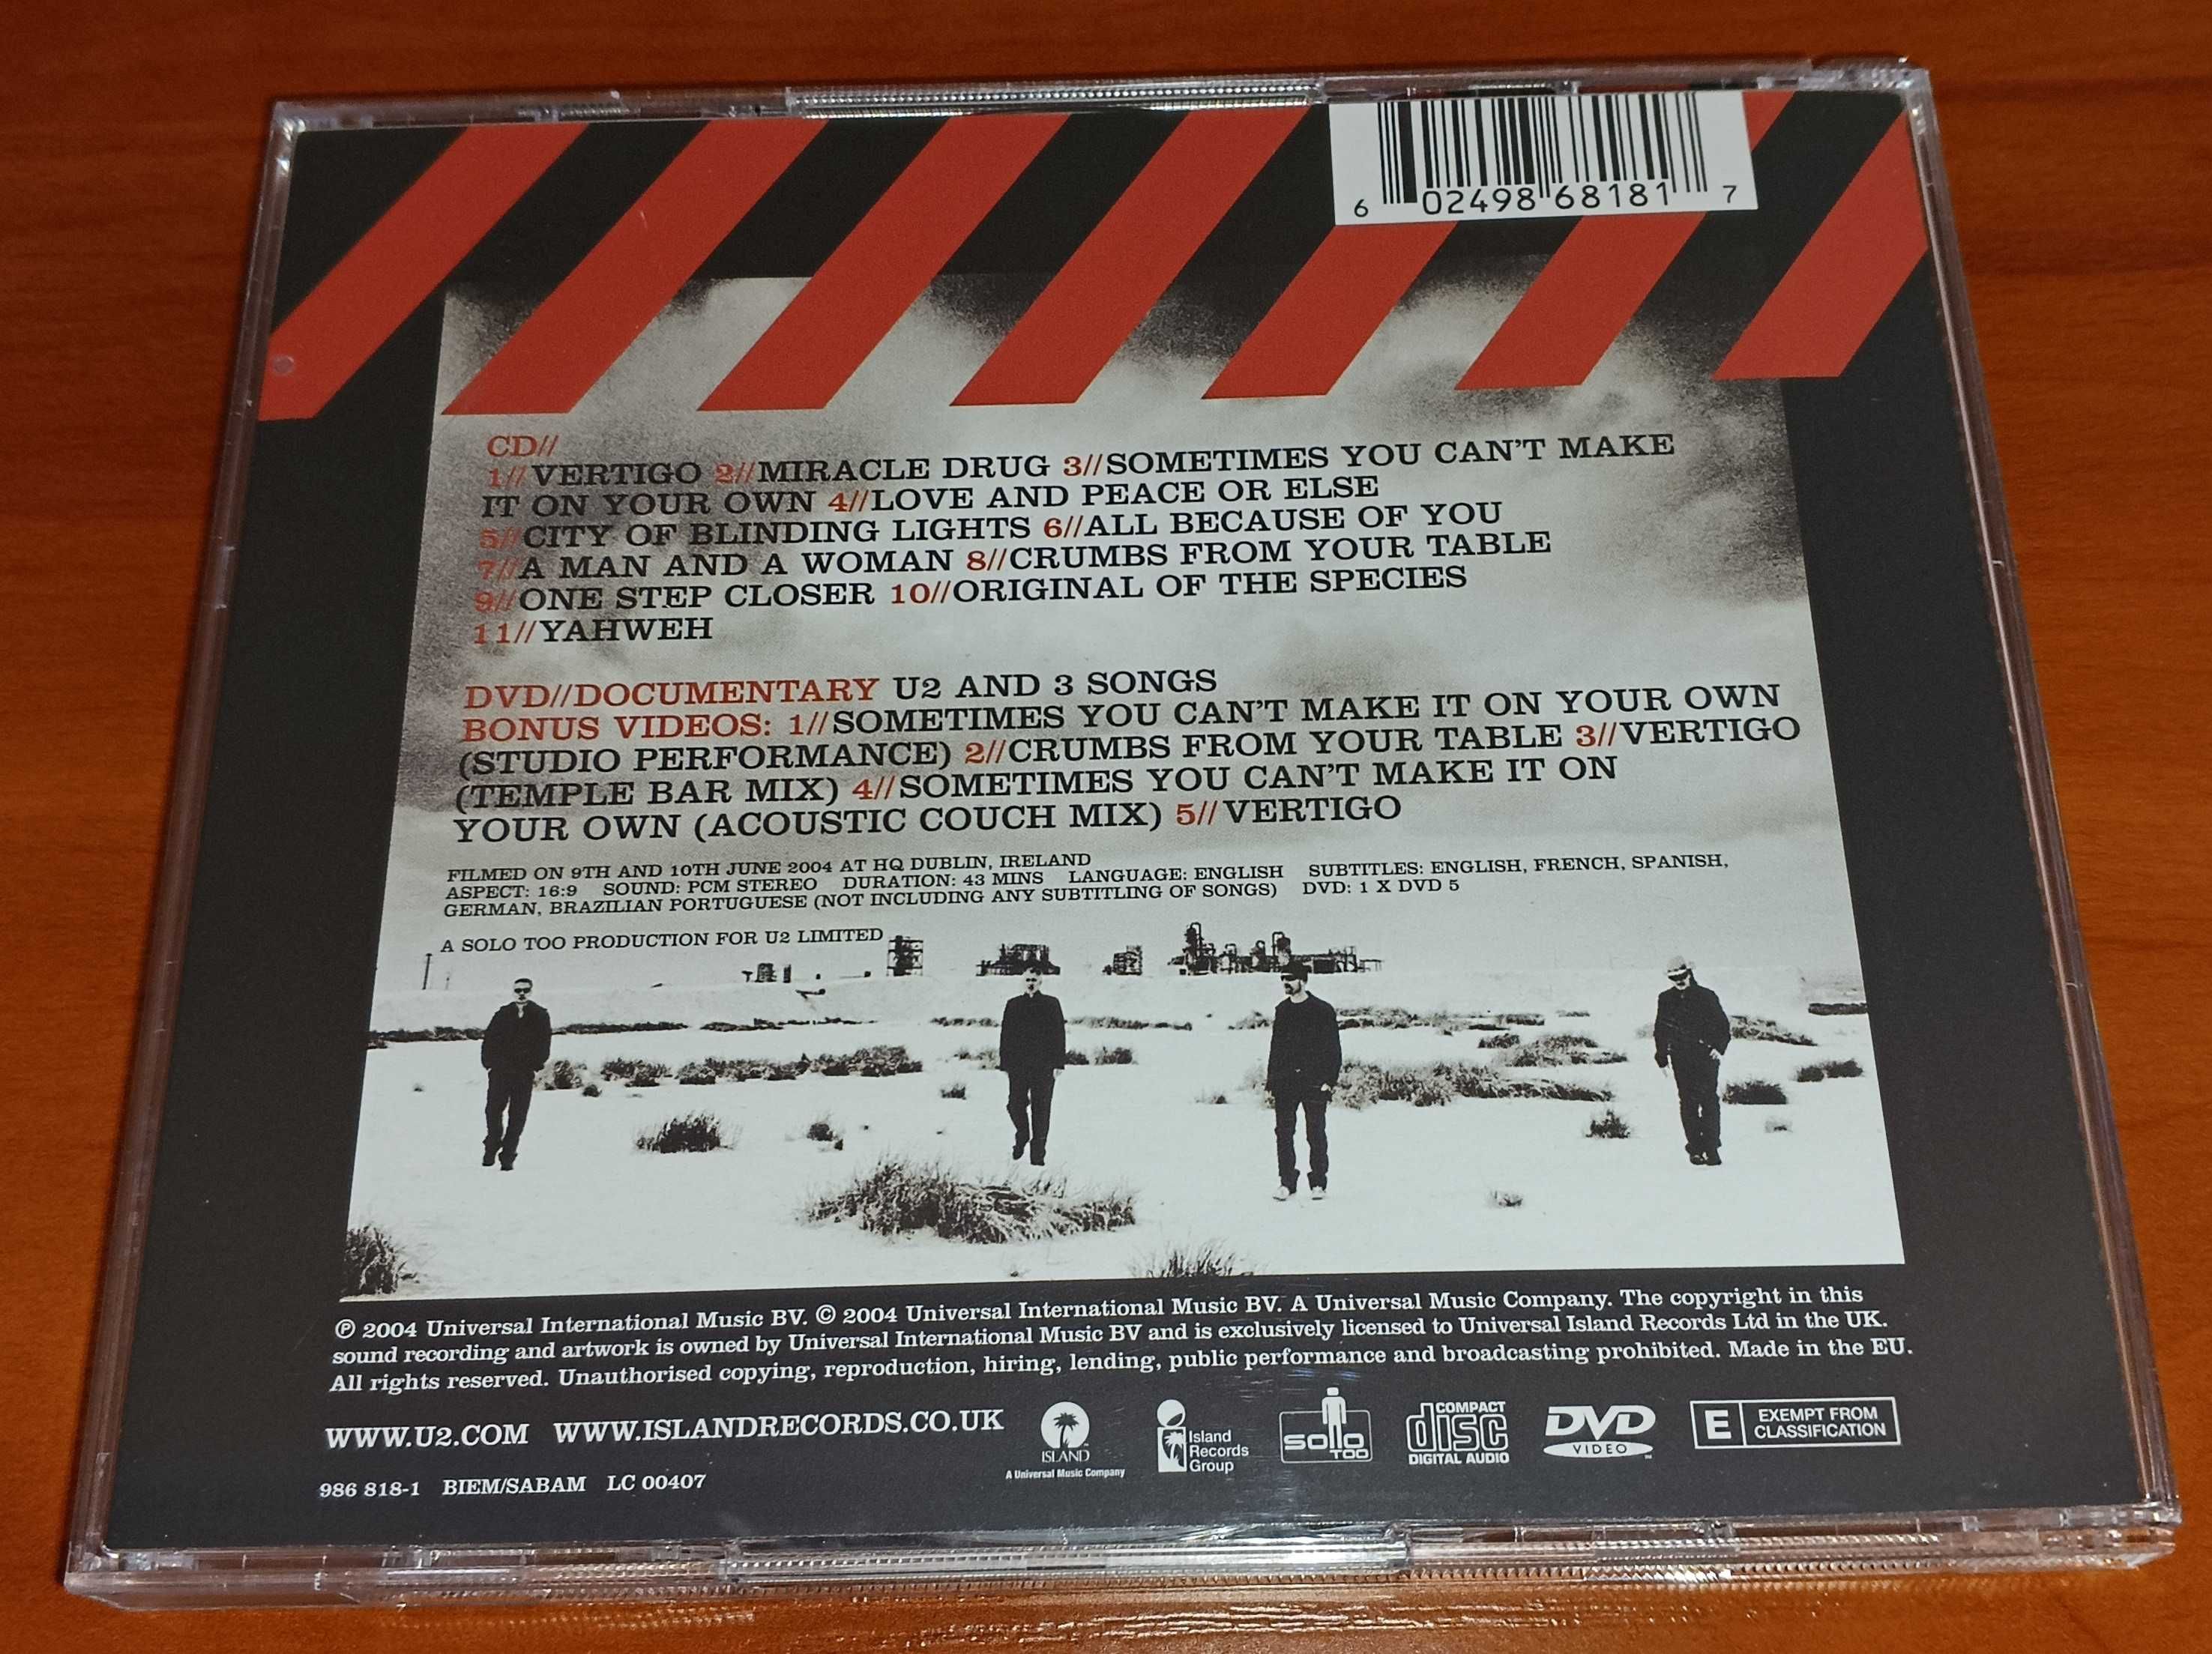 6 02498 68181 7
CD//
1//VERTIGO 2//MIRACLE DRUG 3//SOMETIMES YOU CAN'T MAKE
IT ON YOUR OWN 4//LOVE AND PEACE OR ELSE
5//CITY OF BLINDING LIGHTS 6//ALL BECAUSE OF YOU
7//A MAN AND A WOMAN 8//CRUMBS FROM YOUR TABLE
9//ONE STEP CLOSER 10//ORIGINAL OF THE SPECIES
11//YAHWEH
DVD//DOCUMENTARY U2 AND 3 SONGS
BONUS VIDEOS: 1//SOMETIMES YOU CAN'T MAKE IT ON YOUR OWN
(STUDIO PERFORMANCE) 2//CRUMBS FROM YOUR TABLE 3//VERTIGO
(TEMPLE BAR MIX) 4//SOMETIMES YOU CAN'T MAKE IT ON
YOUR OWN (ACOUSTIC COUCH MIX) 5//VERTIGO
FILMED ON 9TH AND 10TH JUNE 2004 AT HQ DUBLIN, IRELAND
ASPECT: 16:9 SOUND: PCM STEREO DURATION: 43 MINS LANGUAGE: ENGLISH SUBTITLES: ENGLISH, FRENCH, SPANISH,
GERMAN, BRAZILIAN PORTUGUESE (NOT INCLUDING ANY SUBTITLING OF SONGS) DVD: 1 X DVD 5
A SOLO TOO PRODUCTION FOR U2 LIMITED
℗ 2004 Universal International Music BV. © 2004 Universal International Music BV. A Universal Music Company. The copyright in this
sound recording and artwork is owned by Universal International Music BV and is exclusively licensed to Universal Island Records Ltd in the UK.
All rights reserved. Unauthorised copying, reproduction, hiring, lending, public performance and broadcasting prohibited. Made in the EU.
WWW.U2.COM WWW.ISLANDRECORDS.CO.UK
ISLAND
A Universal Music Company
Island
Records
Group
solo
TOO
COMPACT
disc
DIGITAL AUDIO
DVD
VIDEO
E
EXEMPT FROM
CLASSIFICATION
986 818-1 BIEM/SABAM LC 00407